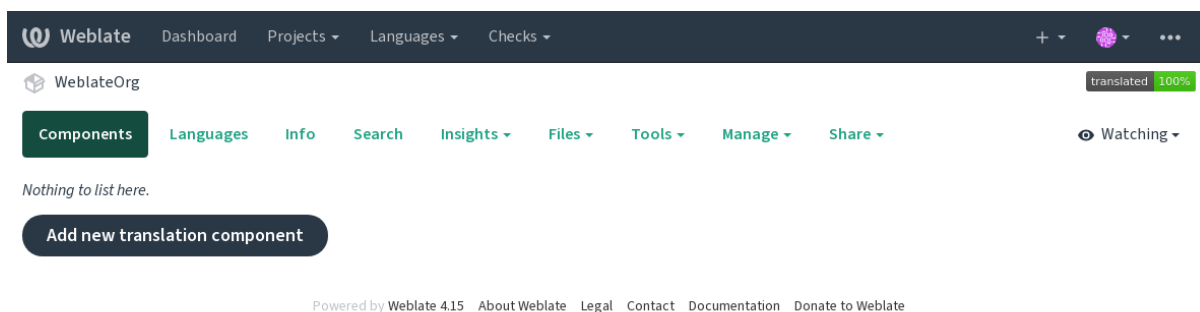 Weblate Dashboard Projects Languages Checks
WeblateOrg translated 100%
Components Languages Info Search Insights Files Tools Manage Share Watching
Nothing to list here.
Add new translation component
Powered by Weblate 4.15 About Weblate Legal Contact Documentation Donate to Weblate